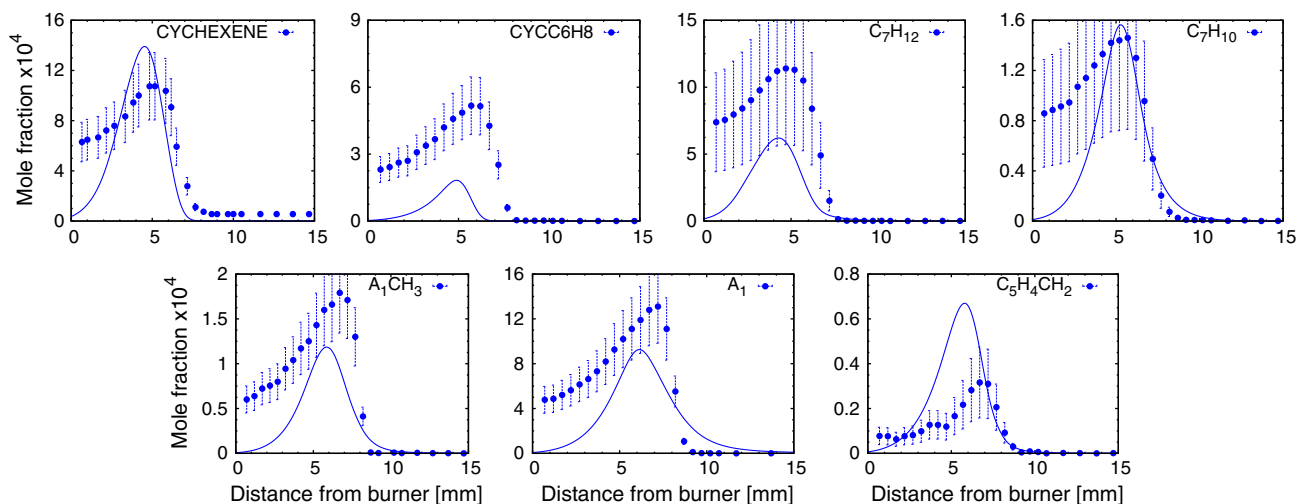 Mole fraction x10⁴
16
12
8
4
0
CYCHEXENE
0 5 10 15
9
6
3
0
CYCC6H8
0 5 10 15
15
10
5
0
C₇H₁₂
0 5 10 15
1.6
1.2
0.8
0.4
0
C₇H₁₀
0 5 10 15
Mole fraction x10⁴
2
1.5
1
0.5
0
A₁CH₃
0 5 10 15
Distance from burner [mm]
16
12
8
4
0
A₁
0 5 10 15
Distance from burner [mm]
0.8
0.6
0.4
0.2
0
C₅H₄CH₂
0 5 10 15
Distance from burner [mm]